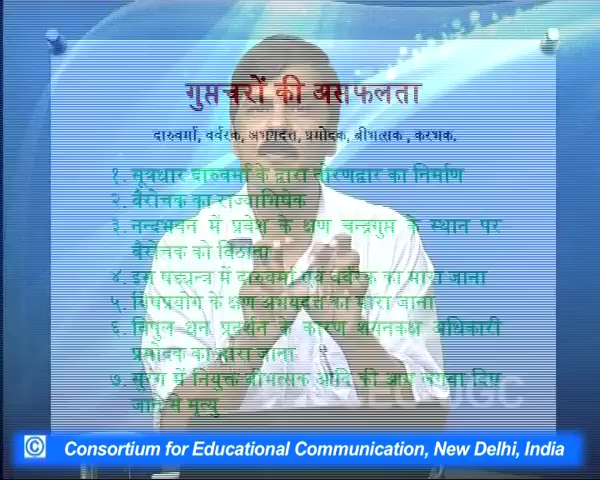 गुप्तचरों की असफलता
दारुवर्मा, वर्वरक, अभयदत्त, प्रमोदक, बीभत्सक , करभक.
१. सूत्रधार दारुवर्मा के द्वारा तोरणद्वार का निर्माण
२. वैरोचक का राज्याभिषेक
३. नन्दभवन में प्रवेश के क्षण चन्द्रगुप्त के स्थान पर
वैरोचक को विठाना
४. इस षड्यन्त्र में दारुवर्मा एवं वर्वरक का मारा जाना
५. विषप्रयोग के क्षण अभयदत्त का मारा जाना
६. विपुल धन प्रदर्शन के कारण शयनकक्ष अधिकारी
प्रमोदक का मारा जाना
७. सुरंग में नियुक्त बीभत्सक आदि की आग लगवा दिए
जाने से मृत्यु
© Consortium for Educational Communication, New Delhi, India